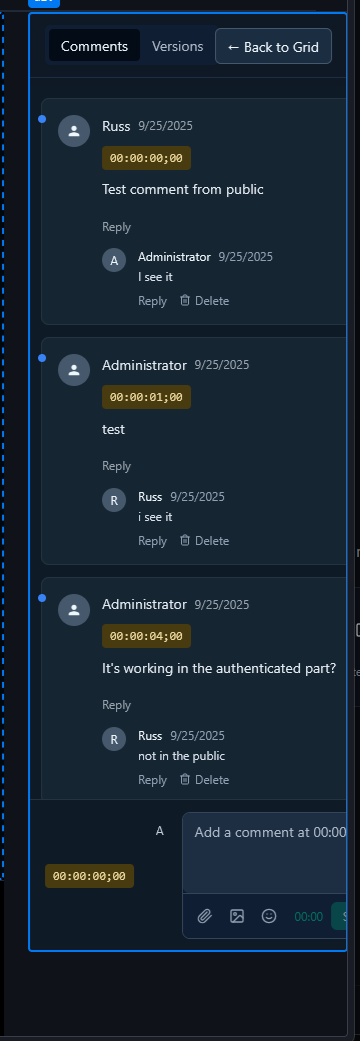 Comments Versions ← Back to Grid
Russ 9/25/2025
00:00:00;00
Test comment from public
Reply
A Administrator 9/25/2025
I see it
Reply Delete
Administrator 9/25/2025
00:00:01;00
test
Reply
R Russ 9/25/2025
i see it
Reply Delete
Administrator 9/25/2025
00:00:04;00
It's working in the authenticated part?
Reply
R Russ 9/25/2025
not in the public
Reply Delete
A Add a comment at 00:00
00:00:00;00
00:00 S